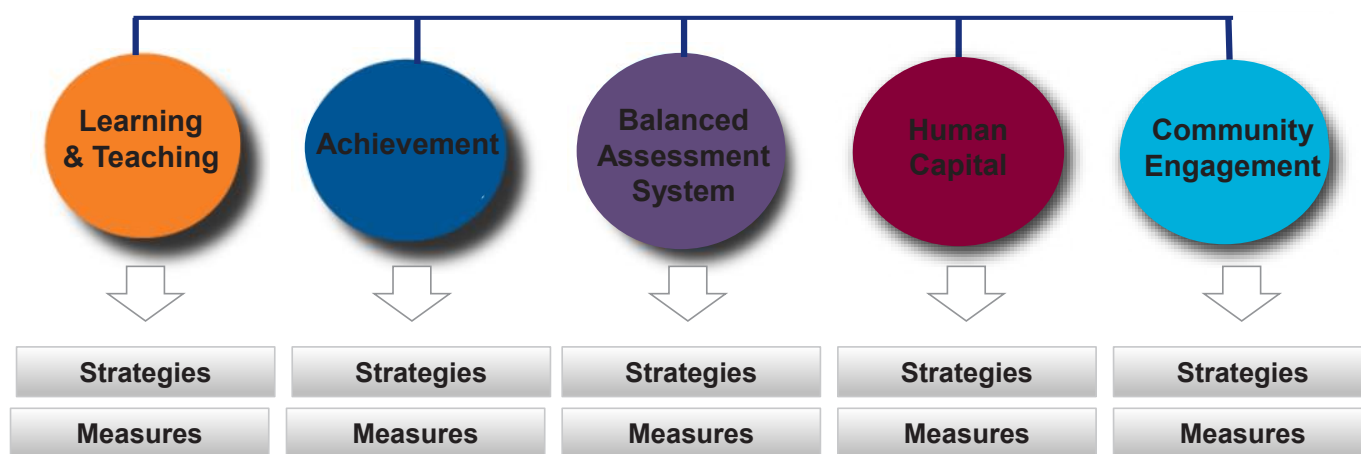 Learning
& Teaching
Achievement
Balanced
Assessment
System
Human
Capital
Community
Engagement
Strategies
Strategies
Strategies
Strategies
Strategies
Measures
Measures
Measures
Measures
Measures